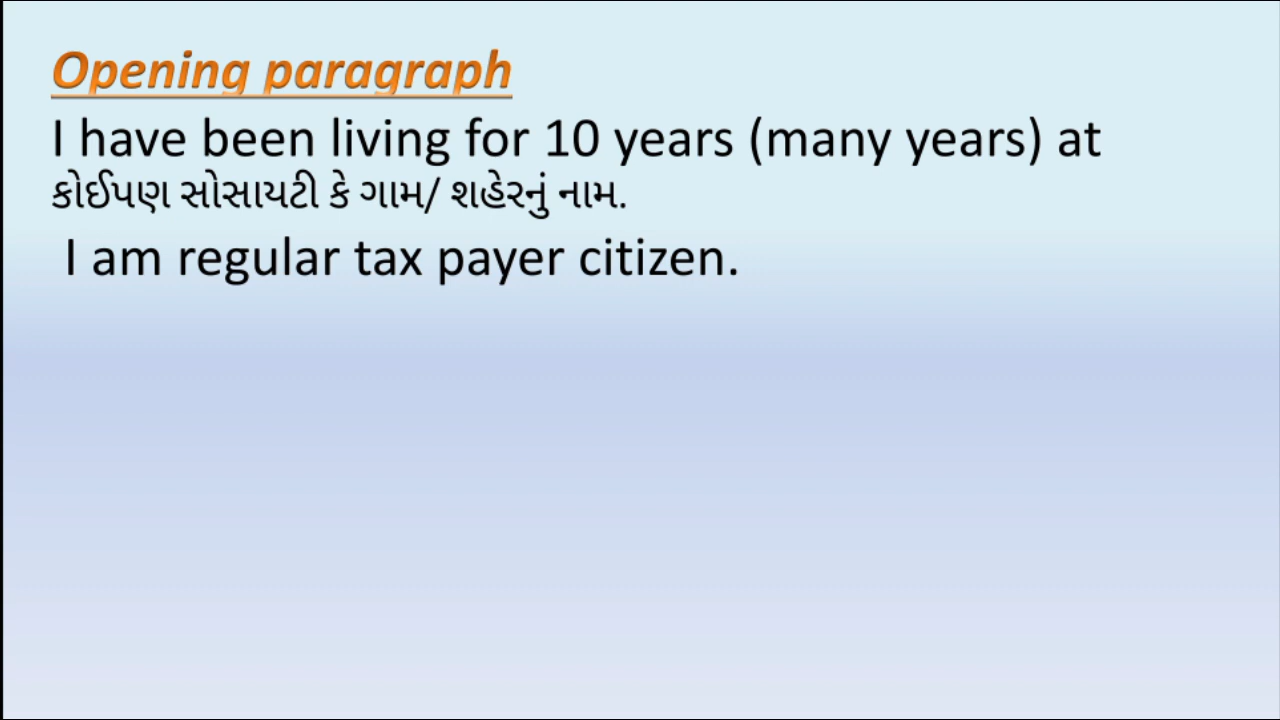 Opening paragraph
I have been living for 10 years (many years) at
કોઈપણ સોસાયટી કે ગામ/ શહેરનું નામ.
I am regular tax payer citizen.